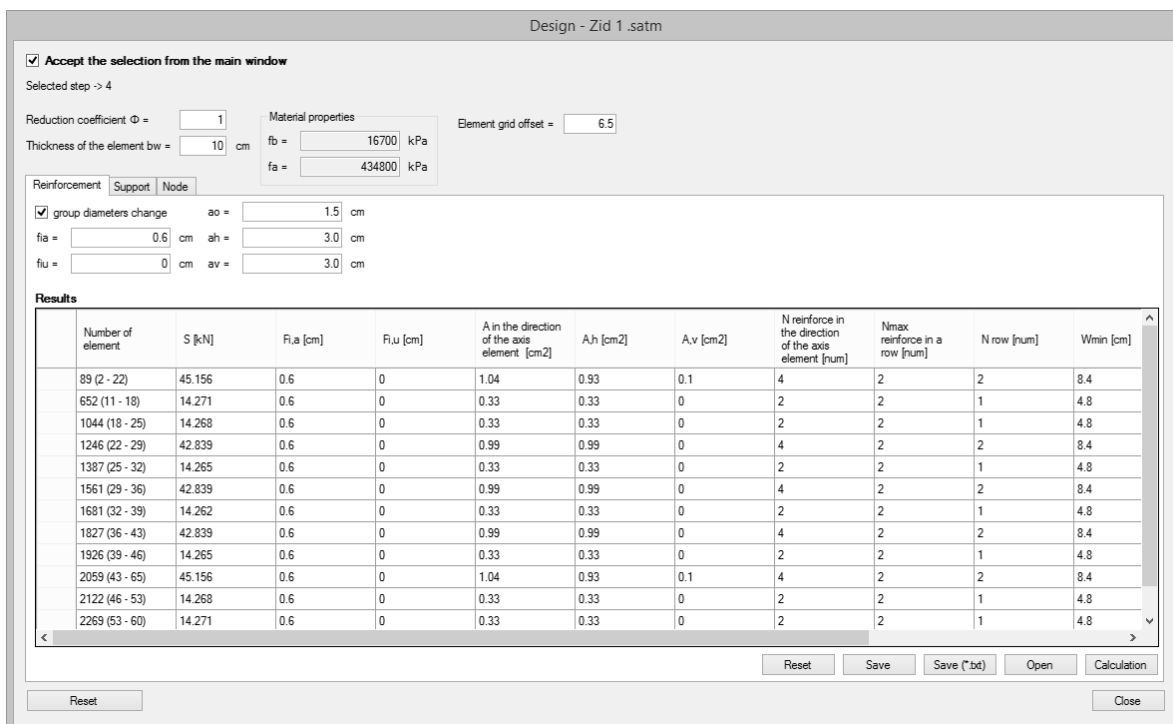 Design - Zid 1 .satm
Accept the selection from the main window
Selected step -> 4
Reduction coefficient Φ = 1
Thickness of the element bw = 10 cm
Material properties
fb = 16700 kPa
fa = 434800 kPa
Element grid offset = 6.5
Reinforcement Support Node
group diameters change ao = 1.5 cm
fia = 0.6 cm ah = 3.0 cm
fiu = 0 cm av = 3.0 cm
Results
Number of element S [kN] Fi,a [cm] Fi,u [cm] A in the direction of the axis element [cm2] A,h [cm2] A,v [cm2] N reinforce in the direction of the axis element [num] Nmax reinforce in a row [num] N row [num] Wmin [cm]
89 (2 - 22) 45.156 0.6 0 1.04 0.93 0.1 4 2 2 8.4
652 (11 - 18) 14.271 0.6 0 0.33 0.33 0 2 2 1 4.8
1044 (18 - 25) 14.268 0.6 0 0.33 0.33 0 2 2 1 4.8
1246 (22 - 29) 42.839 0.6 0 0.99 0.99 0 4 2 2 8.4
1387 (25 - 32) 14.265 0.6 0 0.33 0.33 0 2 2 1 4.8
1561 (29 - 36) 42.839 0.6 0 0.99 0.99 0 4 2 2 8.4
1681 (32 - 39) 14.262 0.6 0 0.33 0.33 0 2 2 1 4.8
1827 (36 - 43) 42.839 0.6 0 0.99 0.99 0 4 2 2 8.4
1926 (39 - 46) 14.265 0.6 0 0.33 0.33 0 2 2 1 4.8
2059 (43 - 65) 45.156 0.6 0 1.04 0.93 0.1 4 2 2 8.4
2122 (46 - 53) 14.268 0.6 0 0.33 0.33 0 2 2 1 4.8
2269 (53 - 60) 14.271 0.6 0 0.33 0.33 0 2 2 1 4.8
Reset Save Save (*.txt) Open Calculation
Reset Close